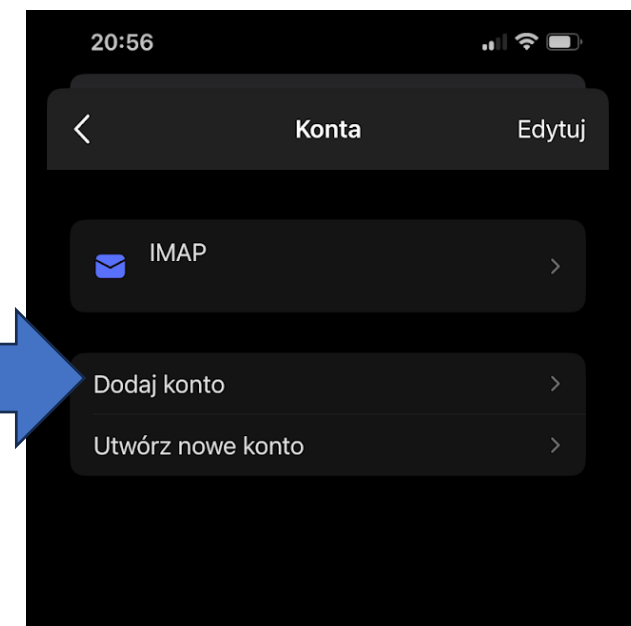 20:56
Konta
Edytuj
IMAP
Dodaj konto
Utwórz nowe konto